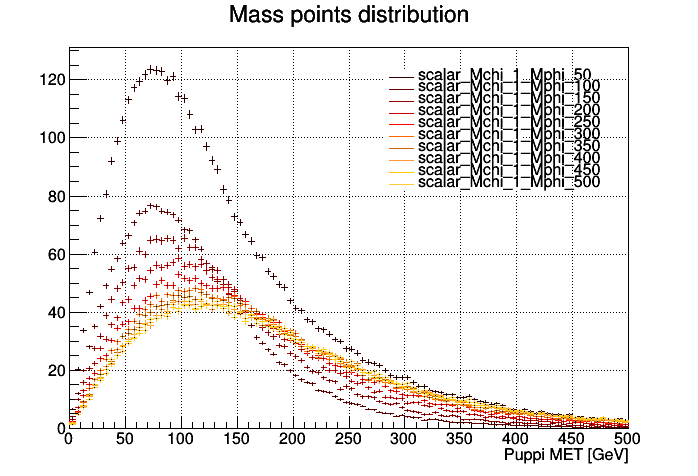 Mass points distribution
120
100
80
60
40
20
0
scalar_Mchi_1_Mphi_50
scalar_Mchi_1_Mphi_100
scalar_Mchi_1_Mphi_150
scalar_Mchi_1_Mphi_200
scalar_Mchi_1_Mphi_250
scalar_Mchi_1_Mphi_300
scalar_Mchi_1_Mphi_350
scalar_Mchi_1_Mphi_400
scalar_Mchi_1_Mphi_450
scalar_Mchi_1_Mphi_500
0 50 100 150 200 250 300 350 400 450 500
Puppi MET [GeV]